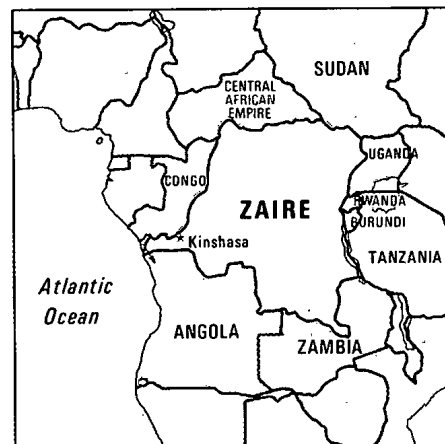 SUDAN
CENTRAL
AFRICAN
EMPIRE
UGANDA
CONGO
ZAIRE
RWANDA
BURUNDI
Kinshasa
TANZANIA
Atlantic
Ocean
ANGOLA
ZAMBIA